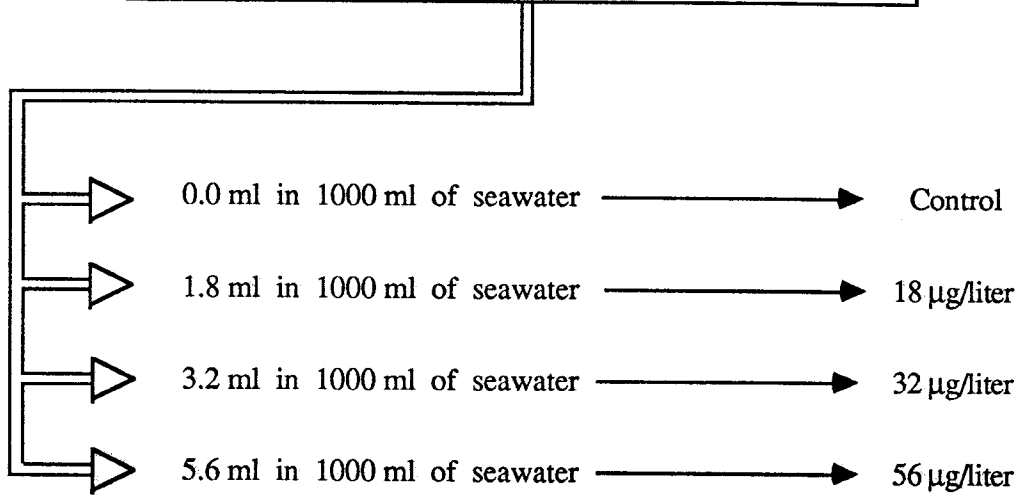 0.0 ml in 1000 ml of seawater Control
1.8 ml in 1000 ml of seawater 18 µg/liter
3.2 ml in 1000 ml of seawater 32 µg/liter
5.6 ml in 1000 ml of seawater 56 µg/liter